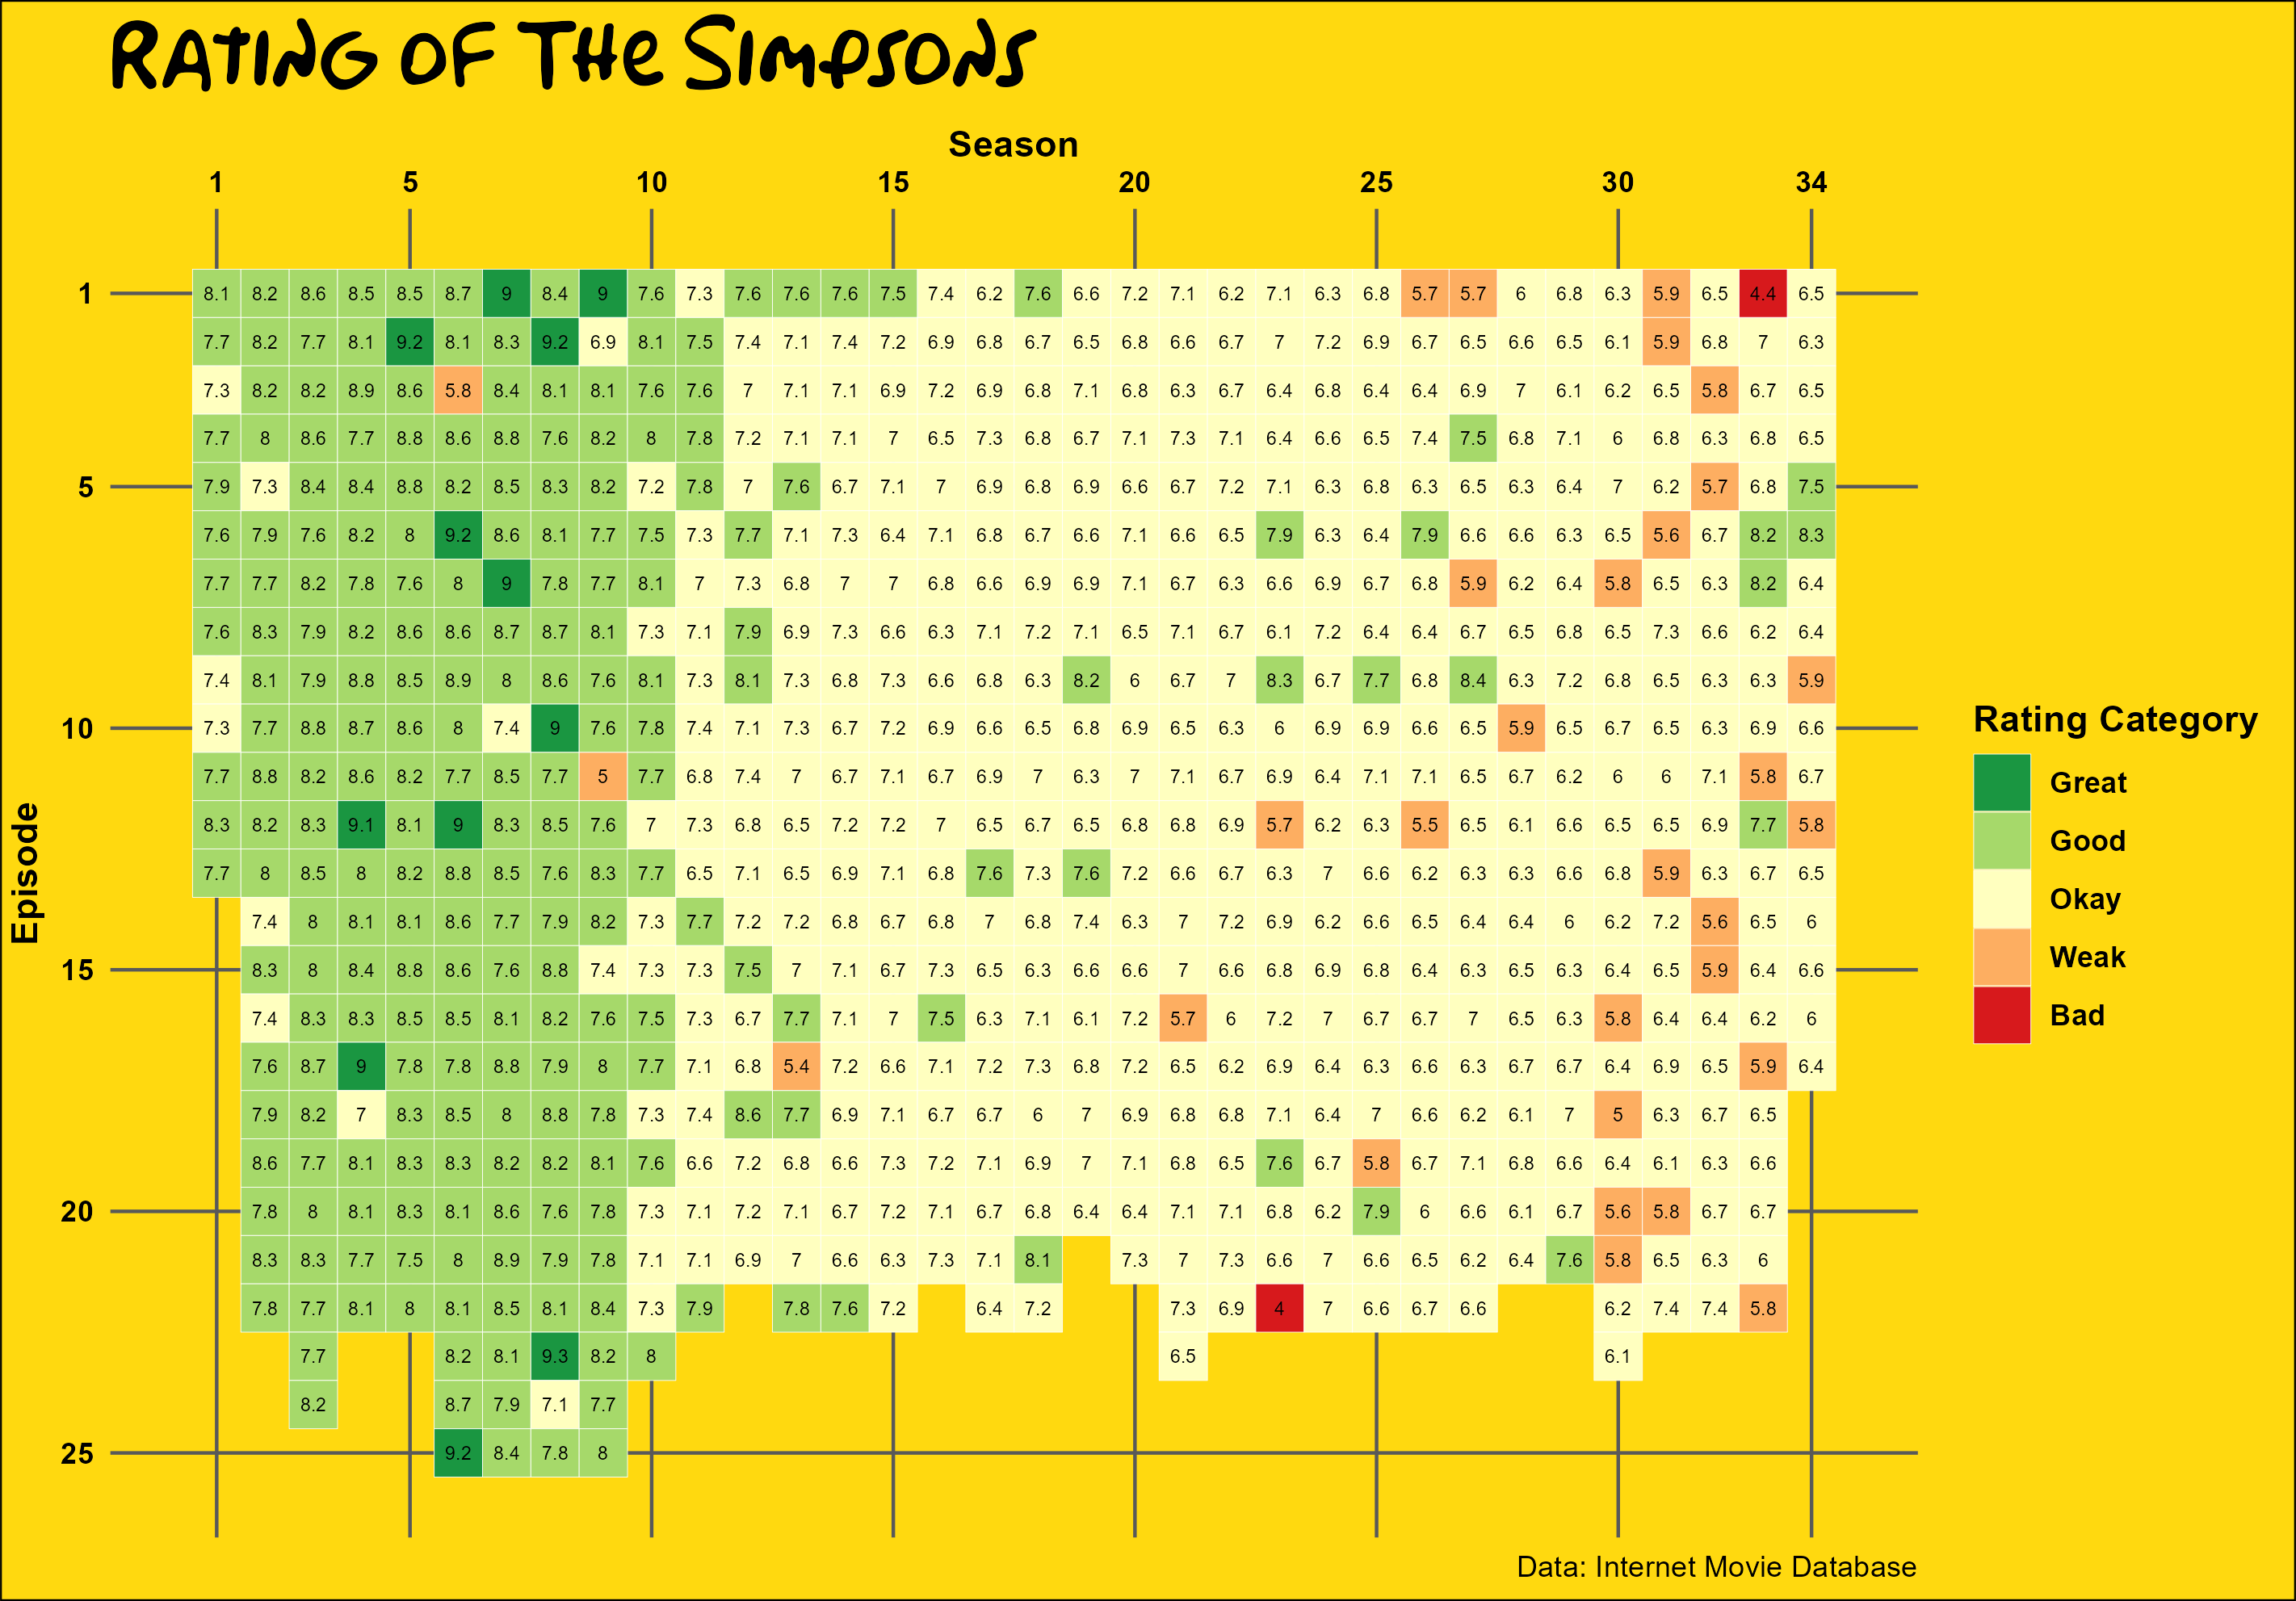 RATING OF THE SIMPSONS
Season
1 5 10 15 20 25 30 34
1 8.1 8.2 8.6 8.5 8.5 8.7 9 8.4 9 7.6 7.3 7.6 7.6 7.6 7.5 7.4 6.2 7.6 6.6 7.2 7.1 6.2 7.1 6.3 6.8 5.7 5.7 6 6.8 6.3 5.9 6.5 4.4 6.5
7.7 8.2 7.7 8.1 9.2 8.1 8.3 9.2 6.9 8.1 7.5 7.4 7.1 7.4 7.2 6.9 6.8 6.7 6.5 6.8 6.6 6.7 7 7.2 6.9 6.7 6.5 6.6 6.5 6.1 5.9 6.8 7 6.3
7.3 8.2 8.2 8.9 8.6 5.8 8.4 8.1 8.1 7.6 7.6 7 7.1 7.1 6.9 7.2 6.9 6.8 7.1 6.8 6.3 6.7 6.4 6.8 6.4 6.4 6.9 7 6.1 6.2 6.5 5.8 6.7 6.5
7.7 8 8.6 7.7 8.8 8.6 8.8 7.6 8.2 8 7.8 7.2 7.1 7.1 7 6.5 7.3 6.8 6.7 7.1 7.3 7.1 6.4 6.6 6.5 7.4 7.5 6.8 7.1 6 6.8 6.3 6.8 6.5
5 7.9 7.3 8.4 8.4 8.8 8.2 8.5 8.3 8.2 7.2 7.8 7 7.6 6.7 7.1 7 6.9 6.8 6.9 6.6 6.7 7.2 7.1 6.3 6.8 6.3 6.5 6.3 6.4 7 6.2 5.7 6.8 7.5
7.6 7.9 7.6 8.2 8 9.2 8.6 8.1 7.7 7.5 7.3 7.7 7.1 7.3 6.4 7.1 6.8 6.7 6.6 7.1 6.6 6.5 7.9 6.3 6.4 7.9 6.6 6.6 6.3 6.5 5.6 6.7 8.2 8.3
7.7 7.7 8.2 7.8 7.6 8 9 7.8 7.7 8.1 7 7.3 6.8 7 7 6.8 6.6 6.9 6.9 7.1 6.7 6.3 6.6 6.9 6.7 6.8 5.9 6.2 6.4 5.8 6.5 6.3 8.2 6.4
7.6 8.3 7.9 8.2 8.6 8.6 8.7 8.7 8.1 7.3 7.1 7.9 6.9 7.3 6.6 6.3 7.1 7.2 7.1 6.5 7.1 6.7 6.1 7.2 6.4 6.4 6.7 6.5 6.8 6.5 7.3 6.6 6.2 6.4
7.4 8.1 7.9 8.8 8.5 8.9 8 8.6 7.6 8.1 7.3 8.1 7.3 6.8 7.3 6.6 6.8 6.3 8.2 6 6.7 7 8.3 6.7 7.7 6.8 8.4 6.3 7.2 6.8 6.5 6.3 6.3 5.9
10 7.3 7.7 8.8 8.7 8.6 8 7.4 9 7.6 7.8 7.4 7.1 7.3 6.7 7.2 6.9 6.6 6.5 6.8 6.9 6.5 6.3 6 6.9 6.9 6.6 6.5 5.9 6.5 6.7 6.5 6.3 6.9 6.6
7.7 8.8 8.2 8.6 8.2 7.7 8.5 7.7 5 7.7 6.8 7.4 7 6.7 7.1 6.7 6.9 7 6.3 7 7.1 6.7 6.9 6.4 7.1 7.1 6.5 6.7 6.2 6 6 7.1 5.8 6.7
8.3 8.2 8.3 9.1 8.1 9 8.3 8.5 7.6 7 7.3 6.8 6.5 7.2 7.2 7 6.5 6.7 6.5 6.8 6.8 6.9 5.7 6.2 6.3 5.5 6.5 6.1 6.6 6.5 6.5 6.9 7.7 5.8
7.7 8 8.5 8 8.2 8.8 8.5 7.6 8.3 7.7 6.5 7.1 6.5 6.9 7.1 6.8 7.6 7.3 7.6 7.2 6.6 6.7 6.3 7 6.6 6.2 6.3 6.3 6.6 6.8 5.9 6.3 6.7 6.5
7.4 8 8.1 8.1 8.6 7.7 7.9 8.2 7.3 7.7 7.2 7.2 6.8 6.7 6.8 7 6.8 7.4 6.3 7 7.2 6.9 6.2 6.6 6.5 6.4 6.4 6 6.2 7.2 5.6 6.5 6
15 8.3 8 8.4 8.8 8.6 7.6 8.8 7.4 7.3 7.3 7.5 7 7.1 6.7 7.3 6.5 6.3 6.6 6.6 7 6.6 6.8 6.9 6.8 6.4 6.3 6.5 6.3 6.4 6.5 5.9 6.4 6.6
7.4 8.3 8.3 8.5 8.5 8.1 8.2 7.6 7.5 7.3 6.7 7.7 7.1 7 7.5 6.3 7.1 6.1 7.2 5.7 6 7.2 7 6.7 6.7 7 6.5 6.3 5.8 6.4 6.4 6.2 6
7.6 8.7 9 7.8 7.8 8.8 7.9 8 7.7 7.1 6.8 5.4 7.2 6.6 7.1 7.2 7.3 6.8 7.2 6.5 6.2 6.9 6.4 6.3 6.6 6.3 6.7 6.7 6.4 6.9 6.5 5.9 6.4
7.9 8.2 7 8.3 8.5 8 8.8 7.8 7.3 7.4 8.6 7.7 6.9 7.1 6.7 6.7 6 7 6.9 6.8 6.8 7.1 6.4 7 6.6 6.2 6.1 7 5 6.3 6.7 6.5
8.6 7.7 8.1 8.3 8.3 8.2 8.2 8.1 7.6 6.6 7.2 6.8 6.6 7.3 7.2 7.1 6.9 7 7.1 6.8 6.5 7.6 6.7 5.8 6.7 7.1 6.8 6.6 6.4 6.1 6.3 6.6
20 7.8 8 8.1 8.3 8.1 8.6 7.6 7.8 7.3 7.1 7.2 7.1 6.7 7.2 7.1 6.7 6.8 6.4 6.4 7.1 7.1 6.8 6.2 7.9 6 6.6 6.1 6.7 5.6 5.8 6.7 6.7
8.3 8.3 7.7 7.5 8 8.9 7.9 7.8 7.1 7.1 6.9 7 6.6 6.3 7.3 7.1 8.1 7.3 7 7.3 6.6 7 6.6 6.5 6.2 6.4 7.6 5.8 6.5 6.3 6
7.8 7.7 8.1 8 8.1 8.5 8.1 8.4 7.3 7.9 7.8 7.6 7.2 6.4 7.2 7.3 6.9 4 7 6.6 6.7 6.6 6.2 7.4 7.4 5.8
7.7 8.2 8.1 9.3 8.2 8 6.5 6.1
8.2 8.7 7.9 7.1 7.7
25 9.2 8.4 7.8 8
Episode
Rating Category
Great
Good
Okay
Weak
Bad
Data: Internet Movie Database